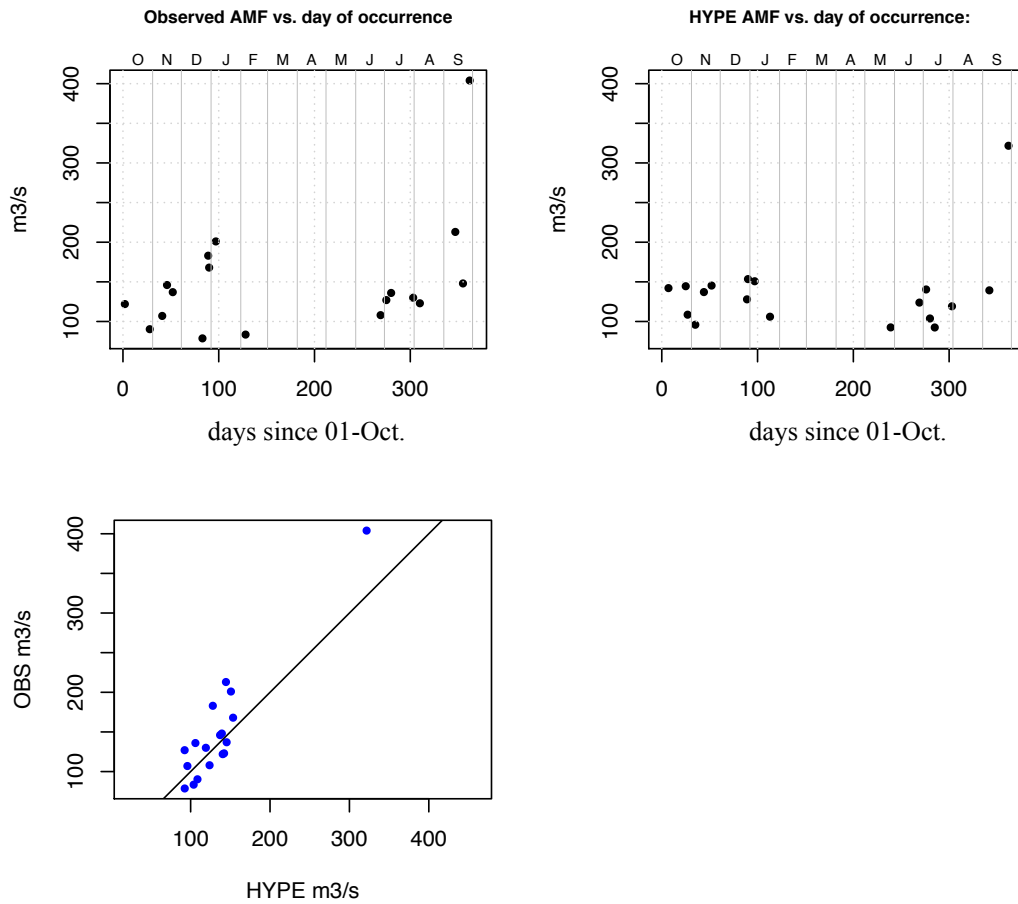 Observed AMF vs. day of occurrence
O N D J F M A M J J A S
400
300
200
100
m3/s
0 100 200 300
days since 01-Oct.
HYPE AMF vs. day of occurrence:
O N D J F M A M J J A S
400
300
200
100
m3/s
0 100 200 300
days since 01-Oct.
400
300
200
100
OBS m3/s
100 200 300 400
HYPE m3/s